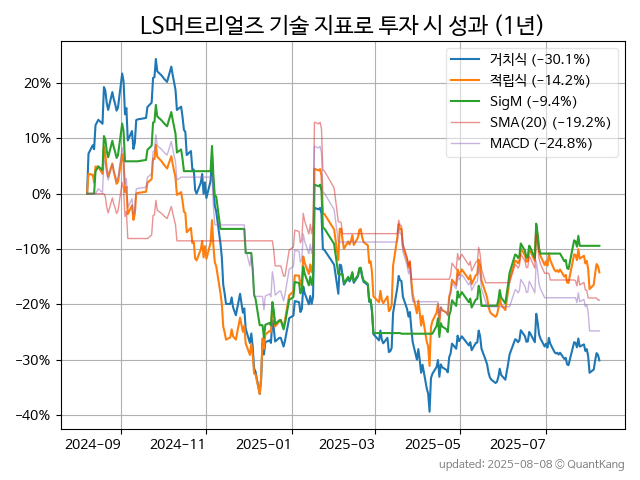 LS머트리얼즈 기술 지표로 투자 시 성과 (1년)
거치식 (−30.1%)
적립식 (−14.2%)
SigM (−9.4%)
SMA(20) (−19.2%)
MACD (−24.8%)
20%
10%
0%
−10%
−20%
−30%
−40%
2024-09 2024-11 2025-01 2025-03 2025-05 2025-07
updated: 2025-08-08 © QuantKang